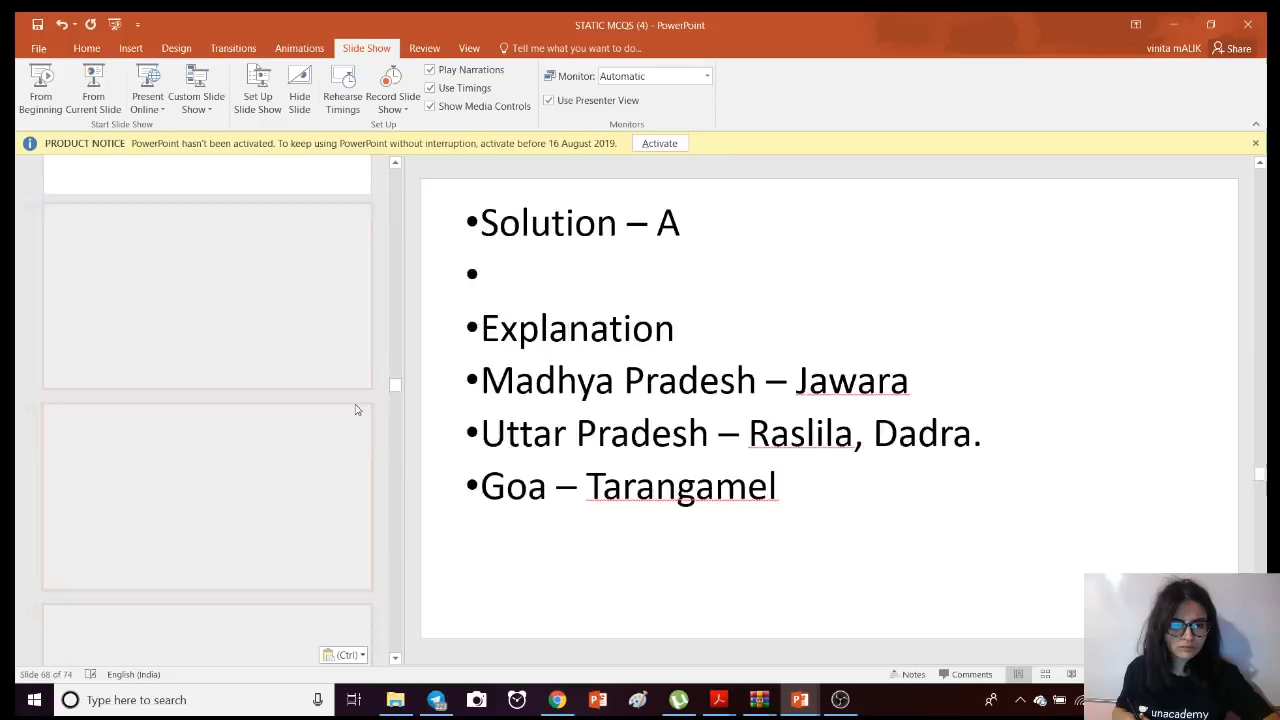 STATIC MCQS (4) - PowerPoint
File Home Insert Design Transitions Animations Slide Show Review View Tell me what you want to do... vinita mALIK Share
From Beginning
From Current Slide
Present Online
Custom Slide Show
Start Slide Show
Set Up Slide Show
Hide Slide
Rehearse Timings
Record Slide Show
Play Narrations
Use Timings
Show Media Controls
Set Up
Monitor: Automatic
Use Presenter View
Monitors
PRODUCT NOTICE PowerPoint hasn't been activated. To keep using PowerPoint without interruption, activate before 16 August 2019. Activate
•Solution – A
•
•Explanation
•Madhya Pradesh – Jawara
•Uttar Pradesh – Raslila, Dadra.
•Goa – Tarangamel
(Ctrl)
Slide 68 of 74 English (India) Notes Comments
Type here to search
unacademy